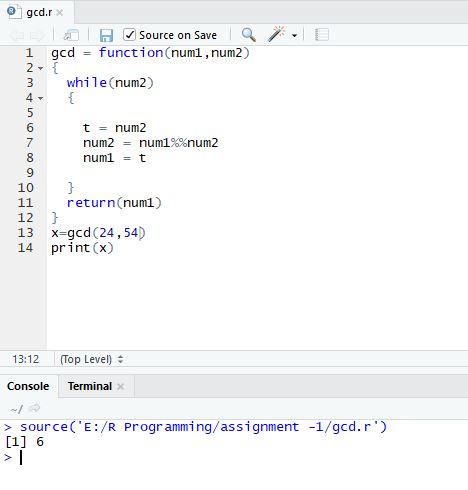 gcd.r
Source on Save
1 gcd = function(num1,num2)
2 {
3 while(num2)
4 {
5
6 t = num2
7 num2 = num1%%num2
8 num1 = t
9
10 }
11 return(num1)
12 }
13 x=gcd(24,54)
14 print(x)
13:12 (Top Level)
Console Terminal
~/
> source('E:/R Programming/assignment -1/gcd.r')
[1] 6
>